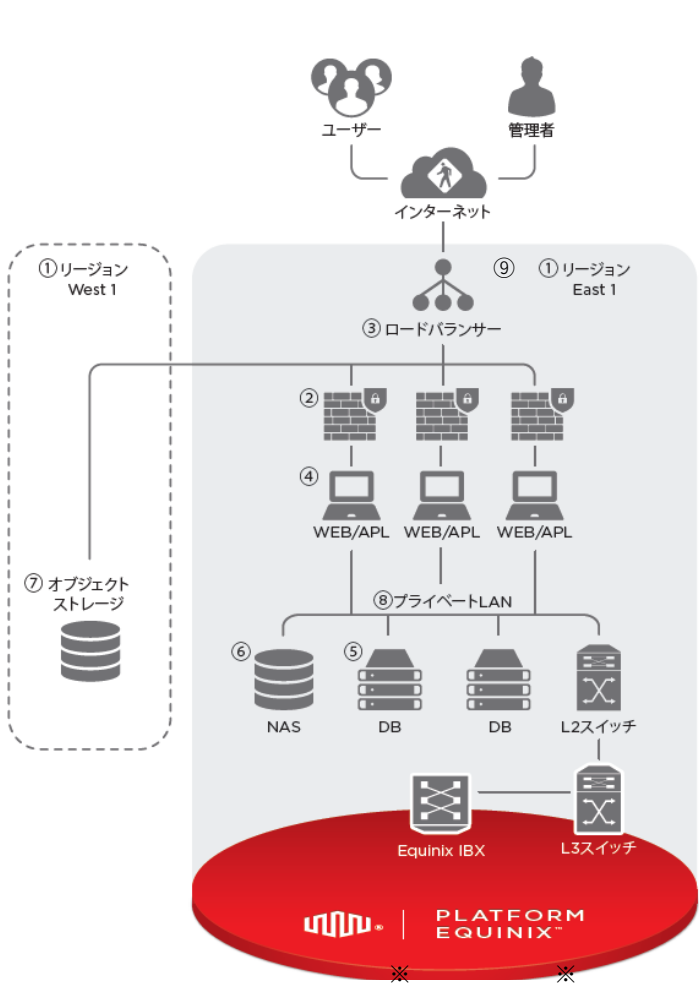 ユーザー
管理者
インターネット
①リージョン
West 1
⑨
①リージョン
East 1
③ロードバランサー
②
④
WEB/APL
WEB/APL
WEB/APL
⑦オブジェクト
ストレージ
⑧プライベートLAN
⑥
⑤
NAS
DB
DB
L2スイッチ
Equinix IBX
L3スイッチ
PLATFORM
EQUINIX™
®
※
※